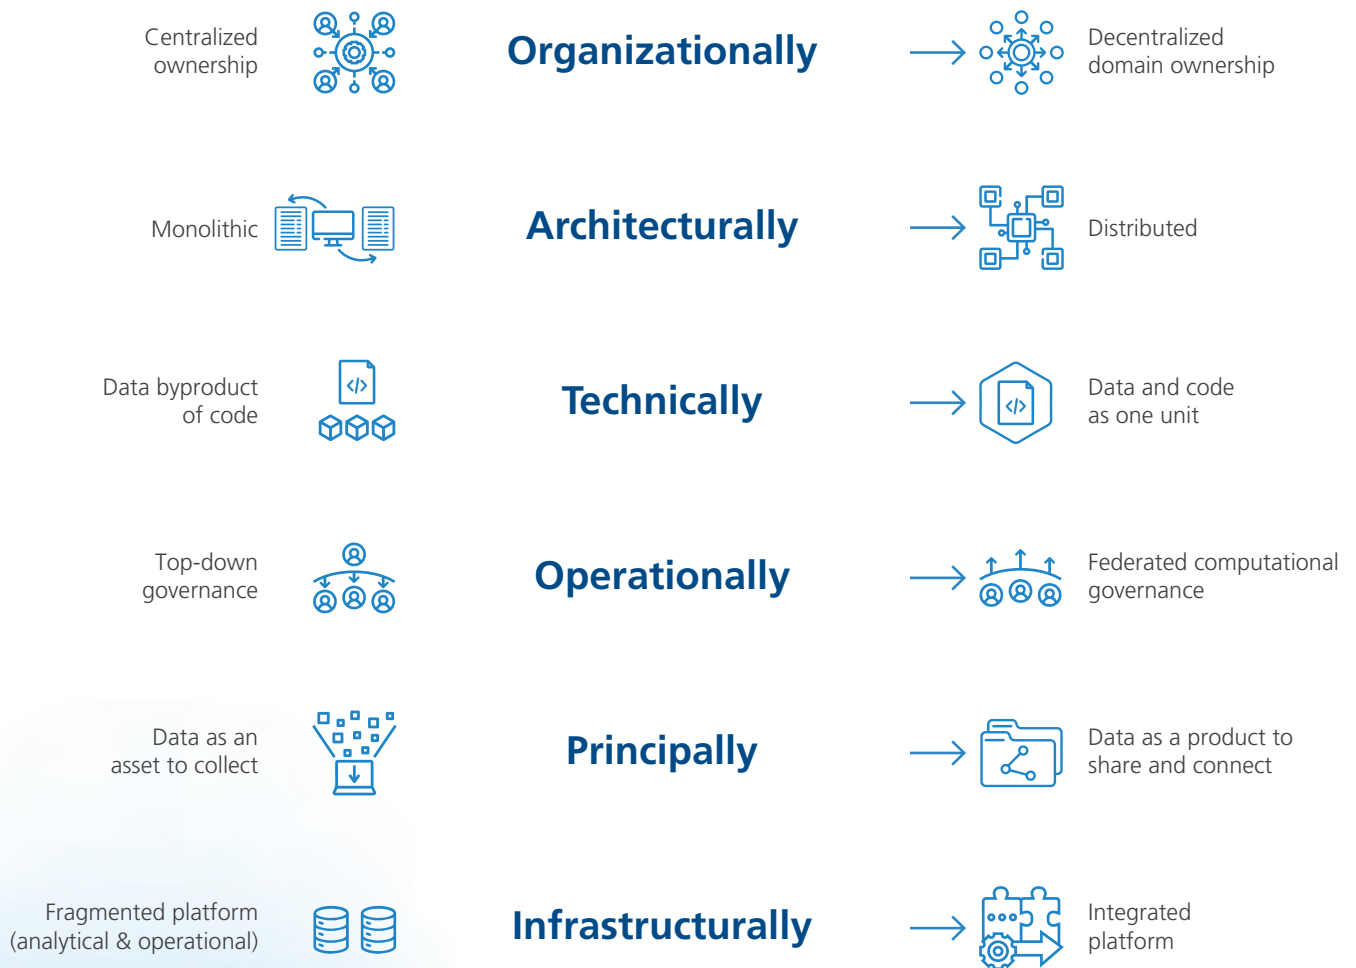 Centralized
ownership
Organizationally
Decentralized
domain ownership
Monolithic
Architecturally
Distributed
Data byproduct
of code
</>
Technically
</>
Data and code
as one unit
Top-down
governance
Operationally
Federated computational
governance
Data as an
asset to collect
Principally
Data as a product to
share and connect
Fragmented platform
(analytical & operational)
Infrastructurally
Integrated
platform